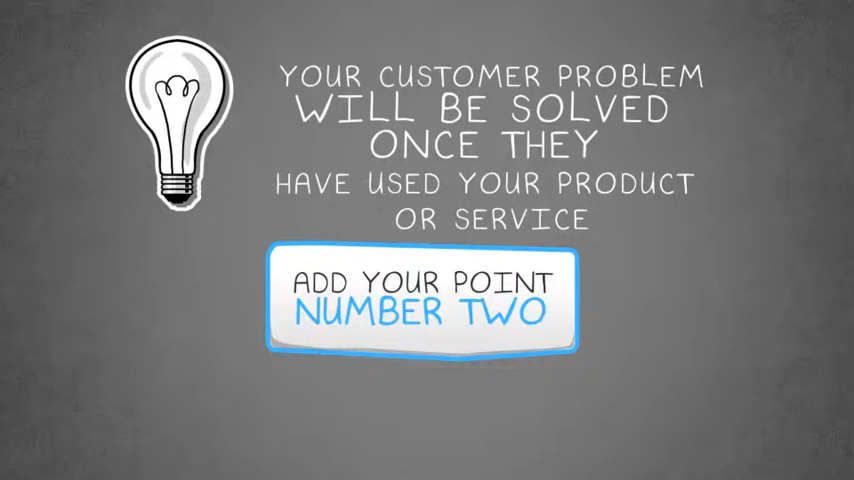 YOUR CUSTOMER PROBLEM
WILL BE SOLVED
ONCE THEY
HAVE USED YOUR PRODUCT
OR SERVICE
ADD YOUR POINT
NUMBER TWO